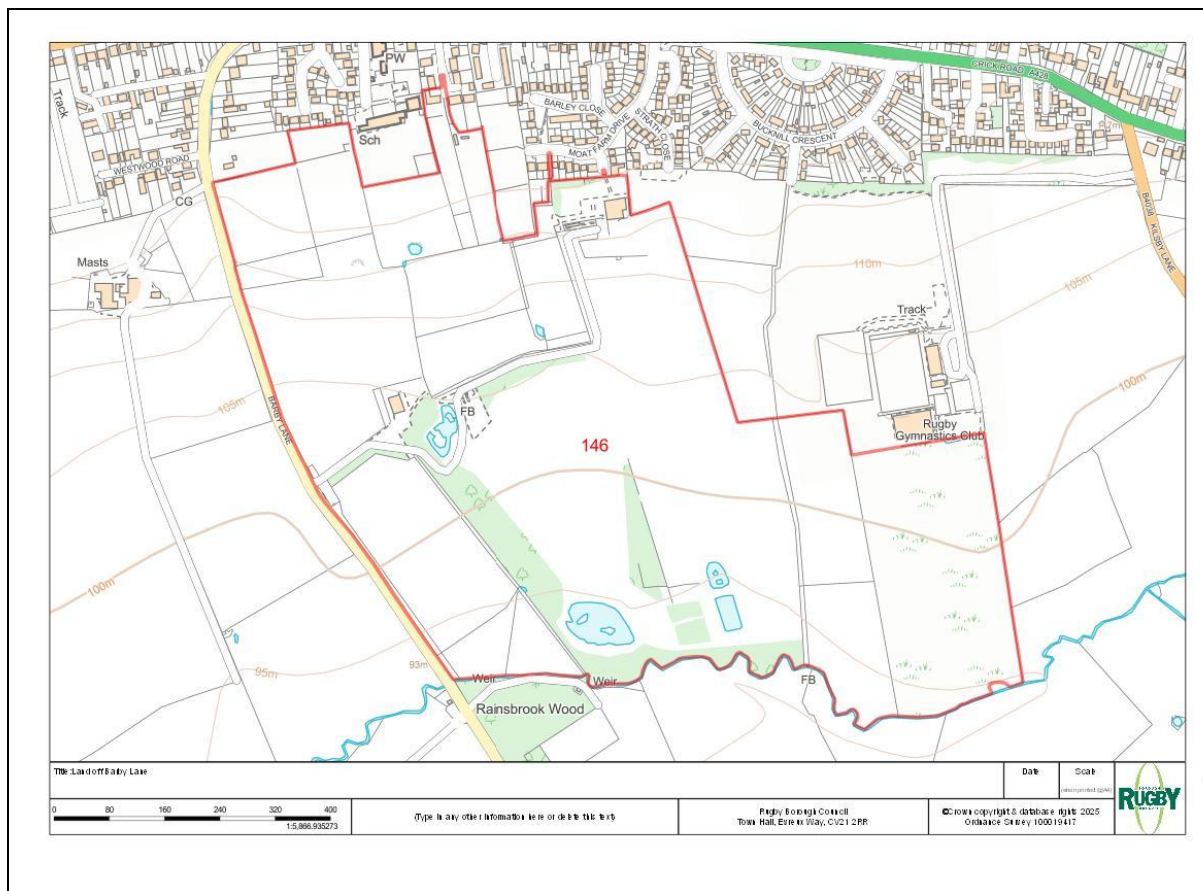 PW
CRICK ROAD A428
Track
BARLEY CLOSE
STRATH CLOSE
MOAT FARM DRIVE
BUCKNILL CRESCENT
Sch
WESTWOOD ROAD
CG
B4038 KILSBY LANE
Masts
110m
105m
Track
100m
105m
BARBY LANE
FB
Rugby
Gymnastics Club
146
100m
95m
93m
Weir
Weir
FB
Rainsbrook Wood
Title: Land off Barby Lane
Date
Scale
RUGBY
0 80 160 240 320 400
1:5,866.935273
(Type in any other information here or delete this text)
Rugby Borough Council
Town Hall, Evreux Way, CV21 2RR
©Crown copyright & database rights 2025
Ordnance Survey 100019417